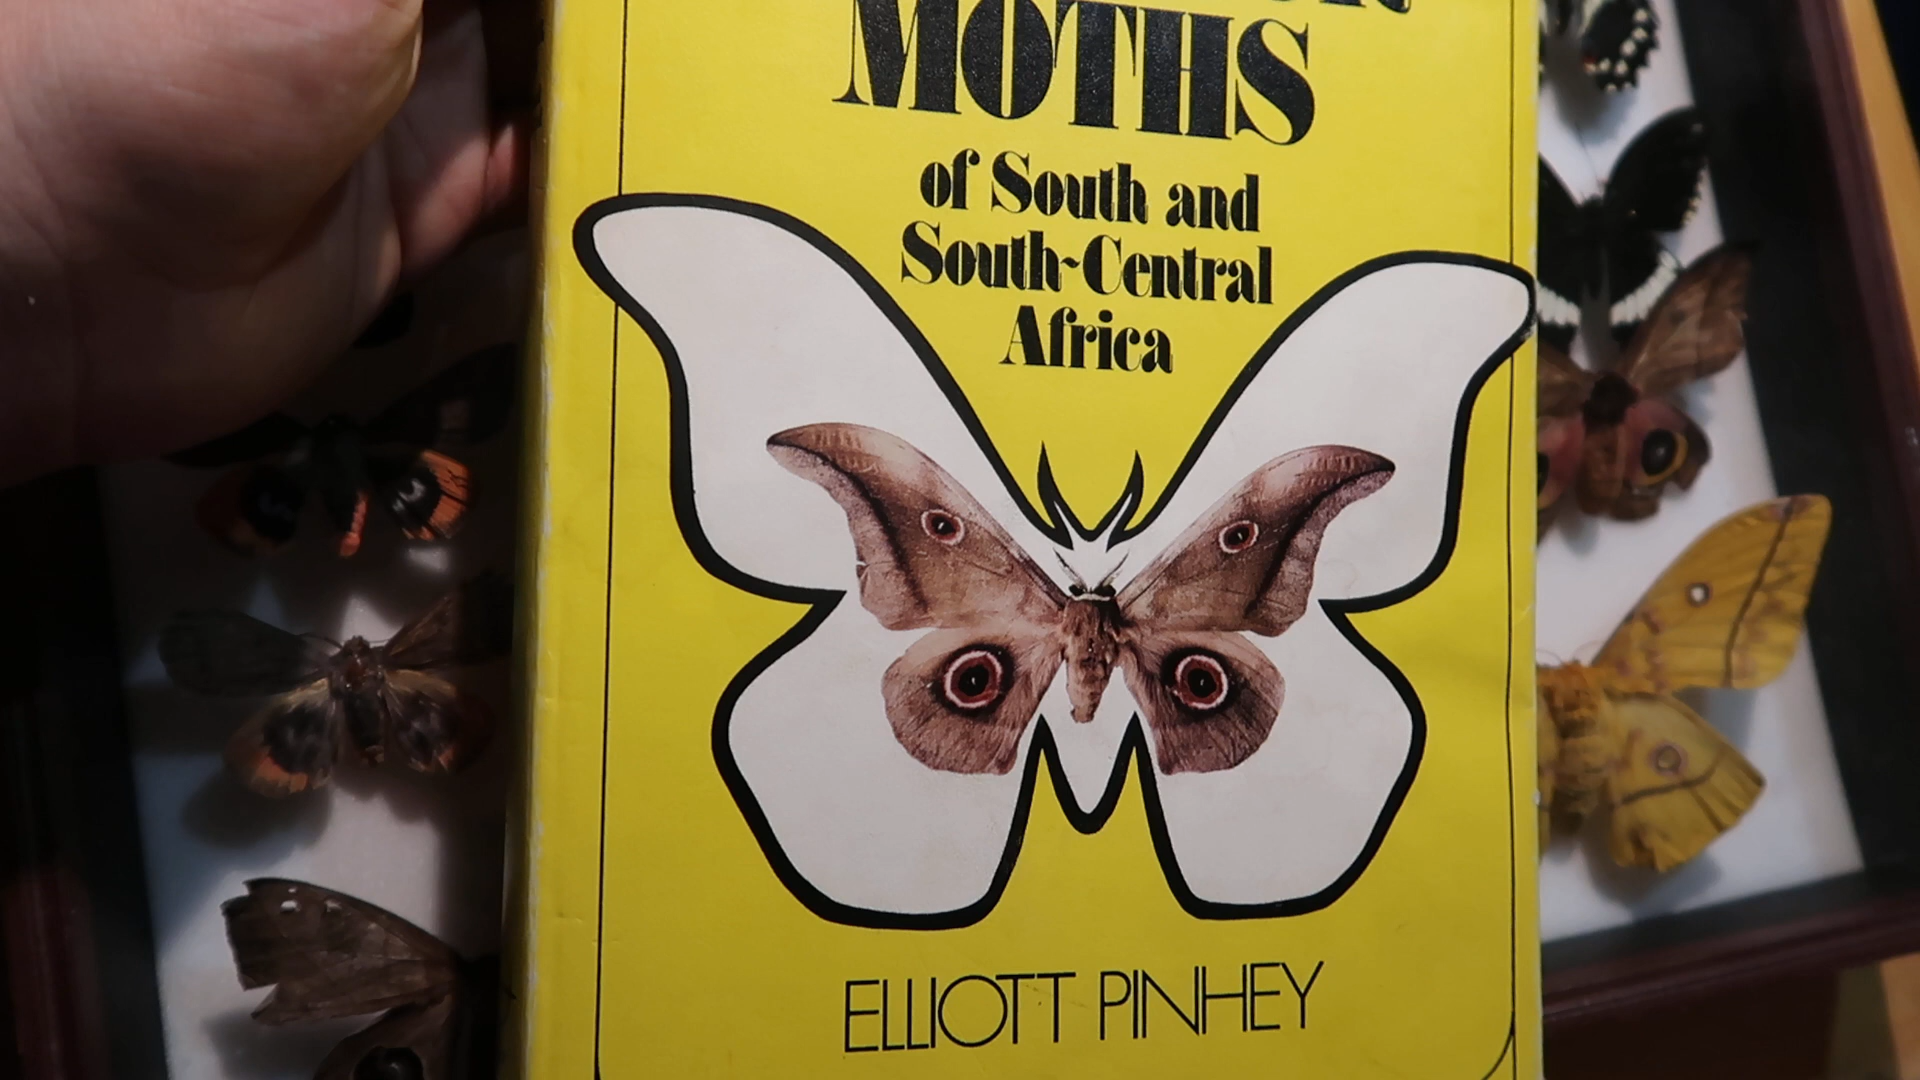 MOTHS
of South and
South-Central
Africa
ELLIOTT PINHEY